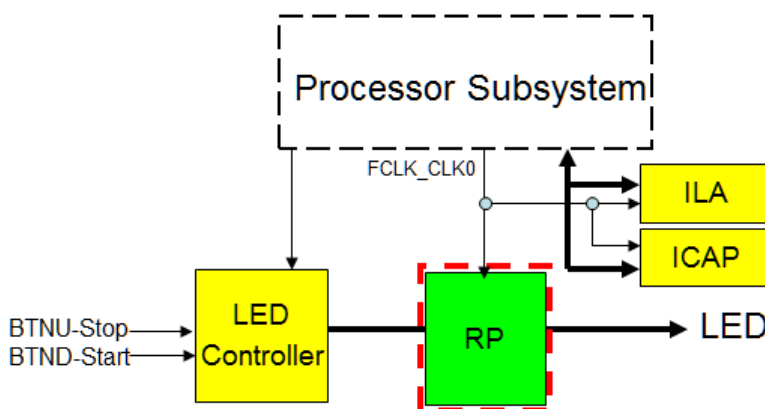 Processor Subsystem
FCLK_CLK0
ILA
ICAP
BTNU-Stop
BTND-Start
LED
Controller
RP
LED